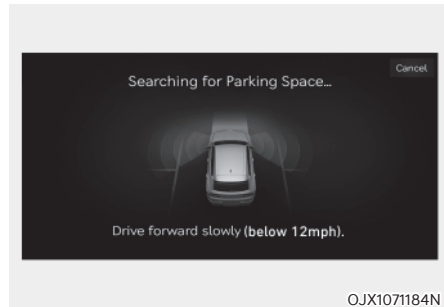 Cancel
Searching for Parking Space...
Drive forward slowly (below 12mph).
OJX1071184N